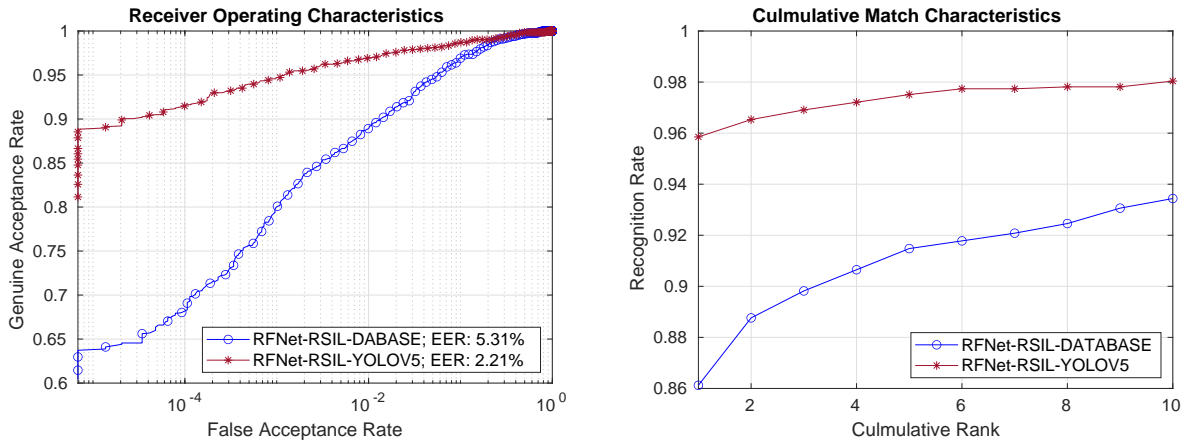 Receiver Operating Characteristics
1
0.95
0.9
0.85
0.8
0.75
0.7
0.65
0.6
Genuine Acceptance Rate
RFNet-RSIL-DABASE; EER: 5.31%
RFNet-RSIL-YOLOV5; EER: 2.21%
10^-4
10^-2
10^0
False Acceptance Rate
Culmulative Match Characteristics
1
0.98
0.96
0.94
0.92
0.9
0.88
0.86
Recognition Rate
RFNet-RSIL-DATABASE
RFNet-RSIL-YOLOV5
2
4
6
8
10
Culmulative Rank